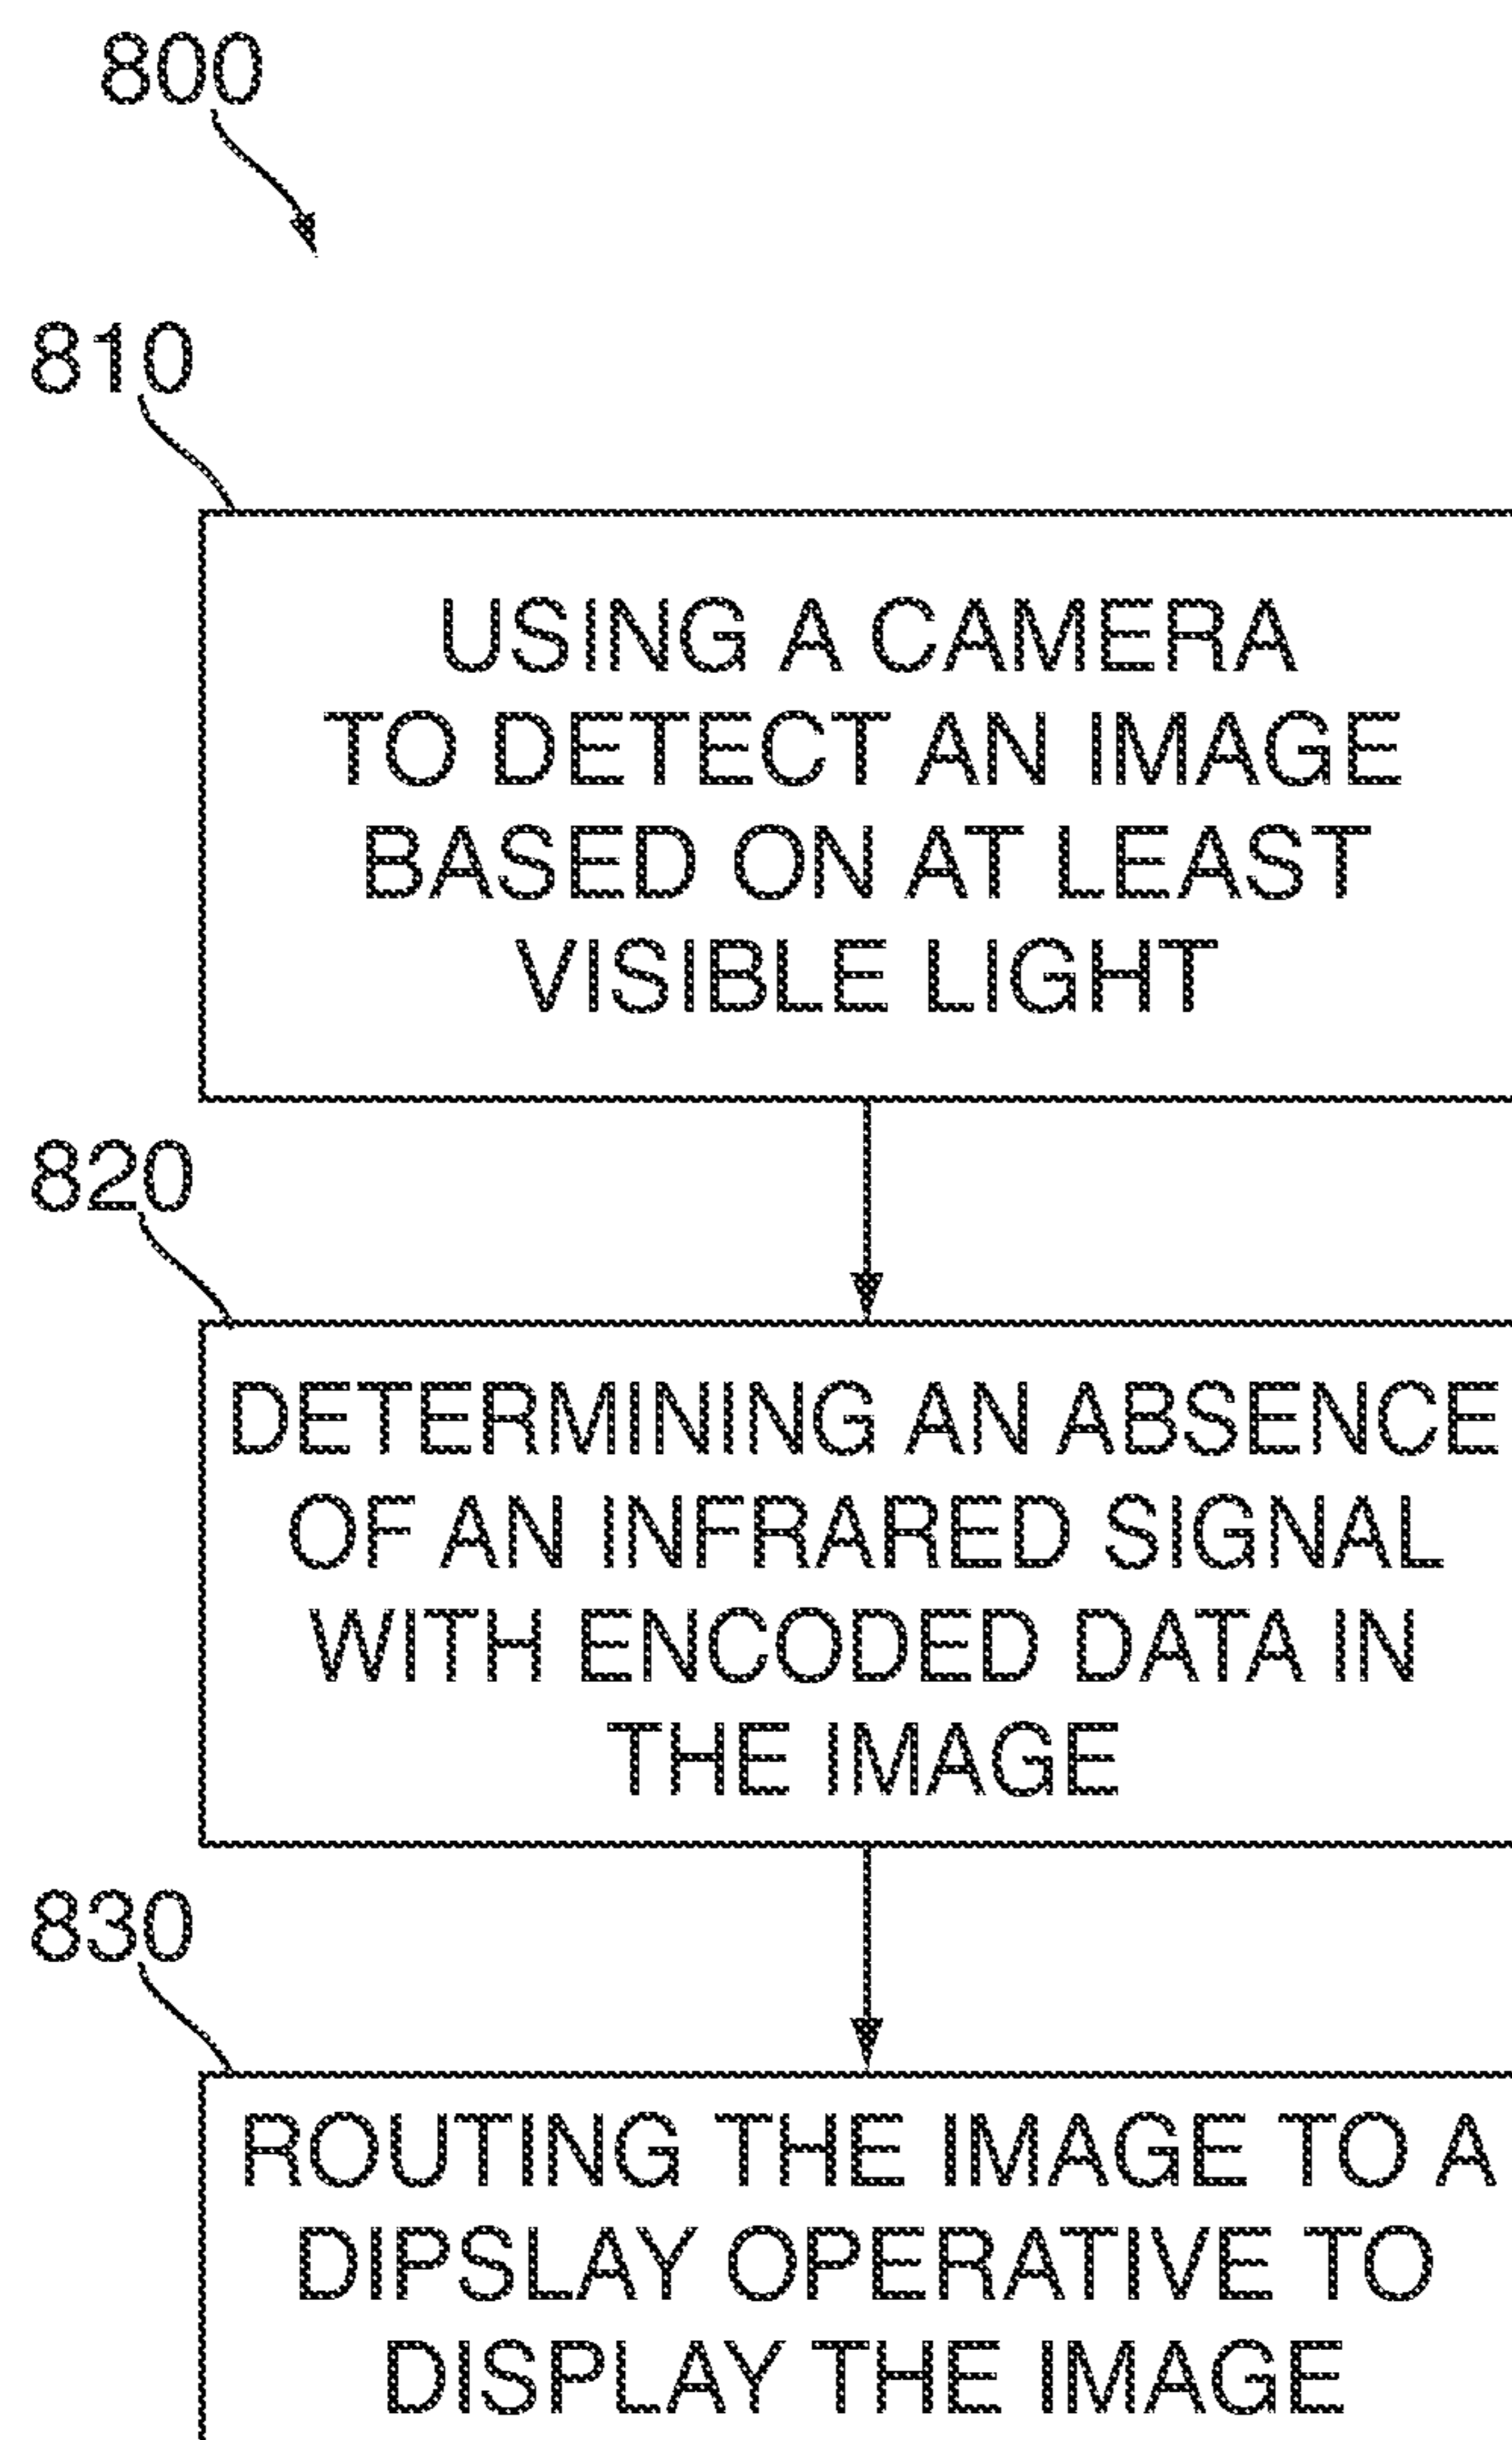 800
810
USING A CAMERA
TO DETECT AN IMAGE
BASED ON AT LEAST
VISIBLE LIGHT
820
DETERMINING AN ABSENCE
OF AN INFRARED SIGNAL
WITH ENCODED DATA IN
THE IMAGE
830
ROUTING THE IMAGE TO A
DIPSLAY OPERATIVE TO
DISPLAY THE IMAGE